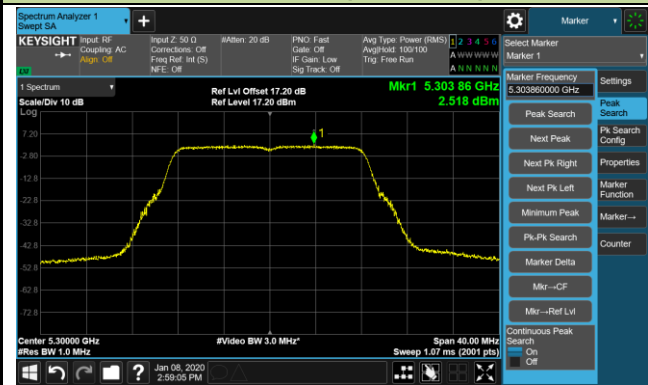 Spectrum Analyzer 1
Swept SA
Marker
KEYSIGHT
Input: RF
Coupling: AC
Align: Off
Input Z: 50 Ω
Corrections: Off
Freq Ref: Int (S)
NFE: Off
#Atten: 20 dB
PNO: Fast
Gate: Off
IF Gain: Low
Sig Track: Off
Avg Type: Power (RMS)
Avg|Hold: 100/100
Trig: Free Run
1 2 3 4 5 6
A W W W W W
A N N N N N
Select Marker
Marker 1
1 Spectrum
Scale/Div 10 dB
Log
Ref Lvl Offset 17.20 dB
Ref Level 17.20 dBm
Mkr1 5.303 86 GHz
2.518 dBm
7.20
-2.80
-12.8
-22.8
-32.8
-42.8
-52.8
-62.8
-72.8
1
Center 5.30000 GHz
#Res BW 1.0 MHz
#Video BW 3.0 MHz*
Span 40.00 MHz
Sweep 1.07 ms (2001 pts)
Marker Frequency
5.303860000 GHz
Peak Search
Next Peak
Next Pk Right
Next Pk Left
Minimum Peak
Pk-Pk Search
Marker Delta
Mkr→CF
Mkr→Ref Lvl
Continuous Peak
Search
On
Off
Settings
Peak
Search
Pk Search
Config
Properties
Marker
Function
Marker→
Counter
Jan 08, 2020
2:59:05 PM